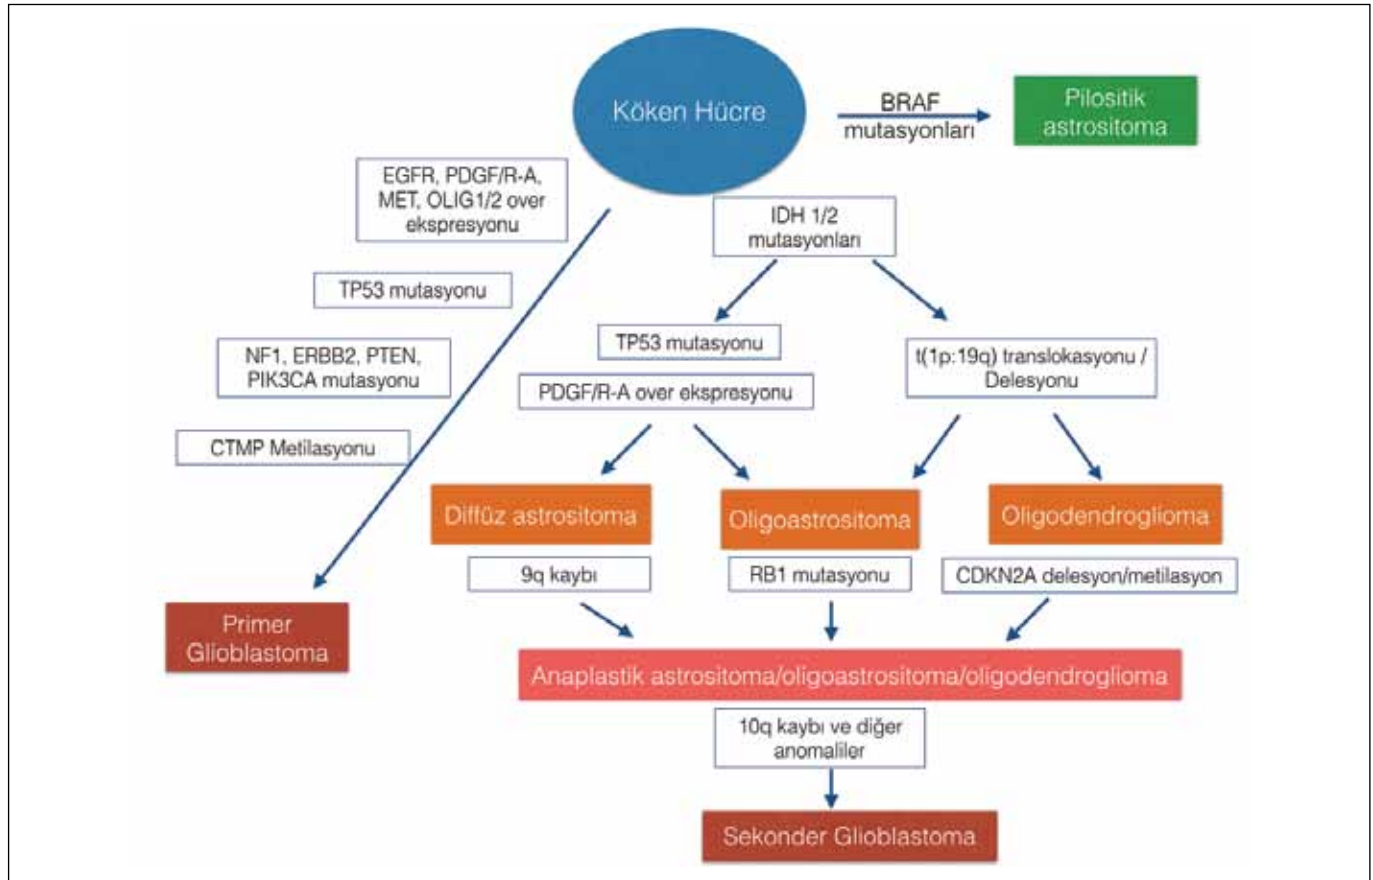 Köken Hücre
BRAF
mutasyonları
Pilositik
astrositoma
EGFR, PDGF/R-A,
MET, OLIG1/2 over
ekspresyonu
IDH 1/2
mutasyonları
TP53 mutasyonu
NF1, ERBB2, PTEN,
PIK3CA mutasyonu
CTMP Metilasyonu
TP53 mutasyonu
PDGF/R-A over ekspresyonu
t(1p:19q) translokasyonu /
Delesyonu
Diffüz astrositoma
Oligoastrositoma
Oligodendroglioma
9q kaybı
RB1 mutasyonu
CDKN2A delesyon/metilasyon
Primer
Glioblastoma
Anaplastik astrositoma/oligoastrositoma/oligodendroglioma
10q kaybı ve diğer
anomaliler
Sekonder Glioblastoma